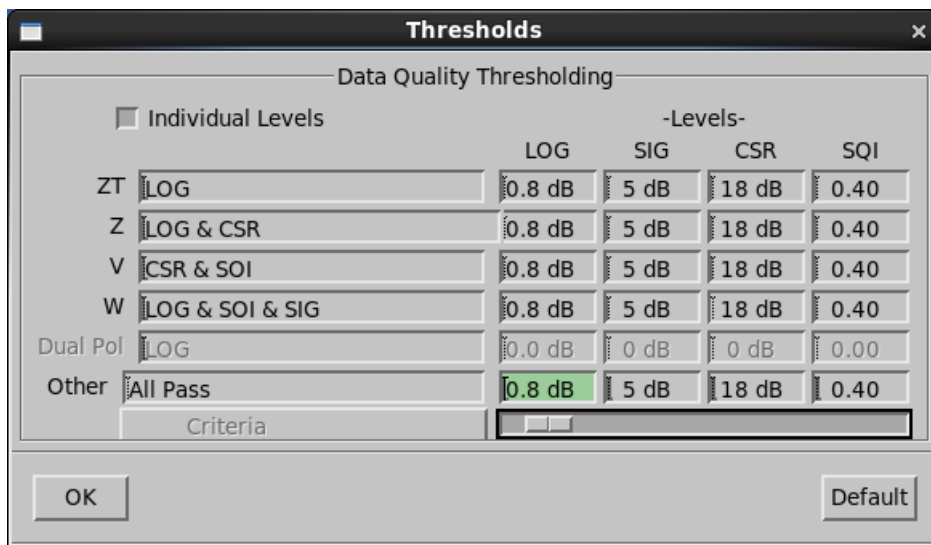 Thresholds
Data Quality Thresholding
Individual Levels -Levels-
LOG SIG CSR SQI
ZT LOG 0.8 dB 5 dB 18 dB 0.40
Z LOG & CSR 0.8 dB 5 dB 18 dB 0.40
V CSR & SOI 0.8 dB 5 dB 18 dB 0.40
W LOG & SOI & SIG 0.8 dB 5 dB 18 dB 0.40
Dual Pol LOG 0.0 dB 0 dB 0 dB 0.00
Other All Pass 0.8 dB 5 dB 18 dB 0.40
Criteria
OK Default